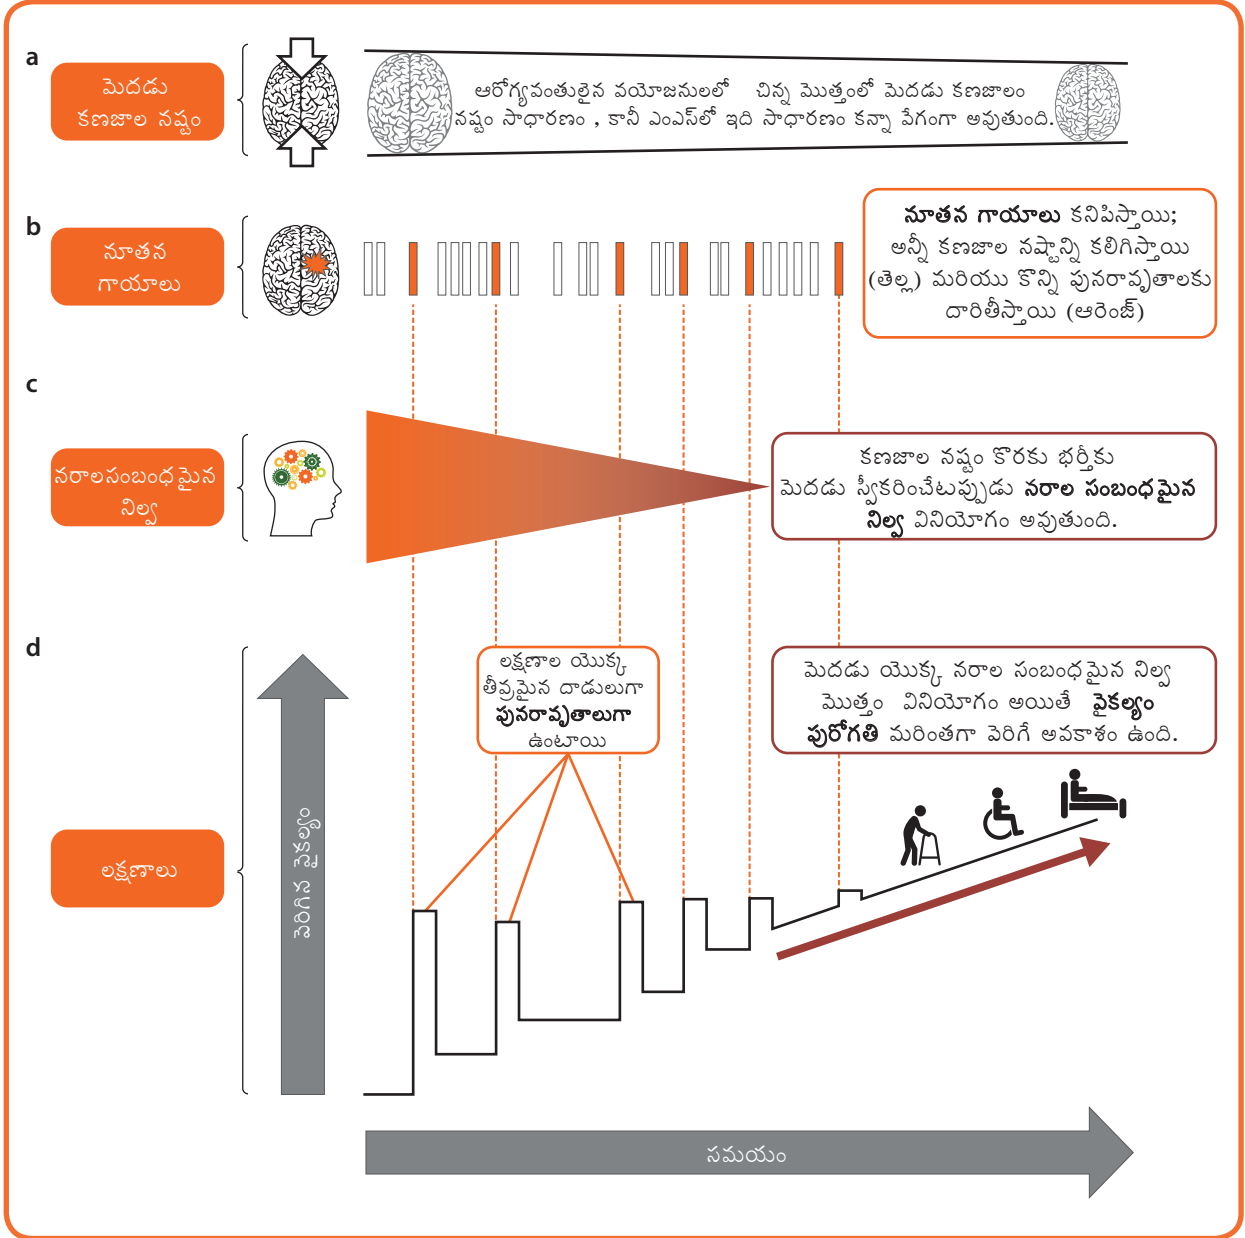 a
మెదడు
కణజాల నష్టం
ఆరోగ్యవంతులైన వయోజనులలో చిన్న మొత్తంలో మెదడు కణజాలం
నష్టం సాధారణం , కానీ ఎంఎస్‌లో ఇది సాధారణం కన్నా వేగంగా అవుతుంది.
b
నూతన
గాయాలు
నూతన గాయాలు కనిపిస్తాయి;
అన్నీ కణజాల నష్టాన్ని కలిగిస్తాయి
(తెల్ల) మరియు కొన్ని పునరావృతాలకు
దారితీస్తాయి (ఆరెంజ్)
c
నరాలసంబంధమైన
నిల్వ
కణజాల నష్టం కొరకు భర్తీకు
మెదడు స్వీకరించేటప్పుడు నరాల సంబంధమైన
నిల్వ వినియోగం అవుతుంది.
d
లక్షణాల యొక్క
తీవ్రమైన దాడులుగా
పునరావృతాలుగా
ఉంటాయి
మెదడు యొక్క నరాల సంబంధమైన నిల్వ
మొత్తం వినియోగం అయితే వైకల్యం
పురోగతి మరింతగా పెరిగే అవకాశం ఉంది.
లక్షణాలు
పెరిగిన వైకల్యం
సమయం